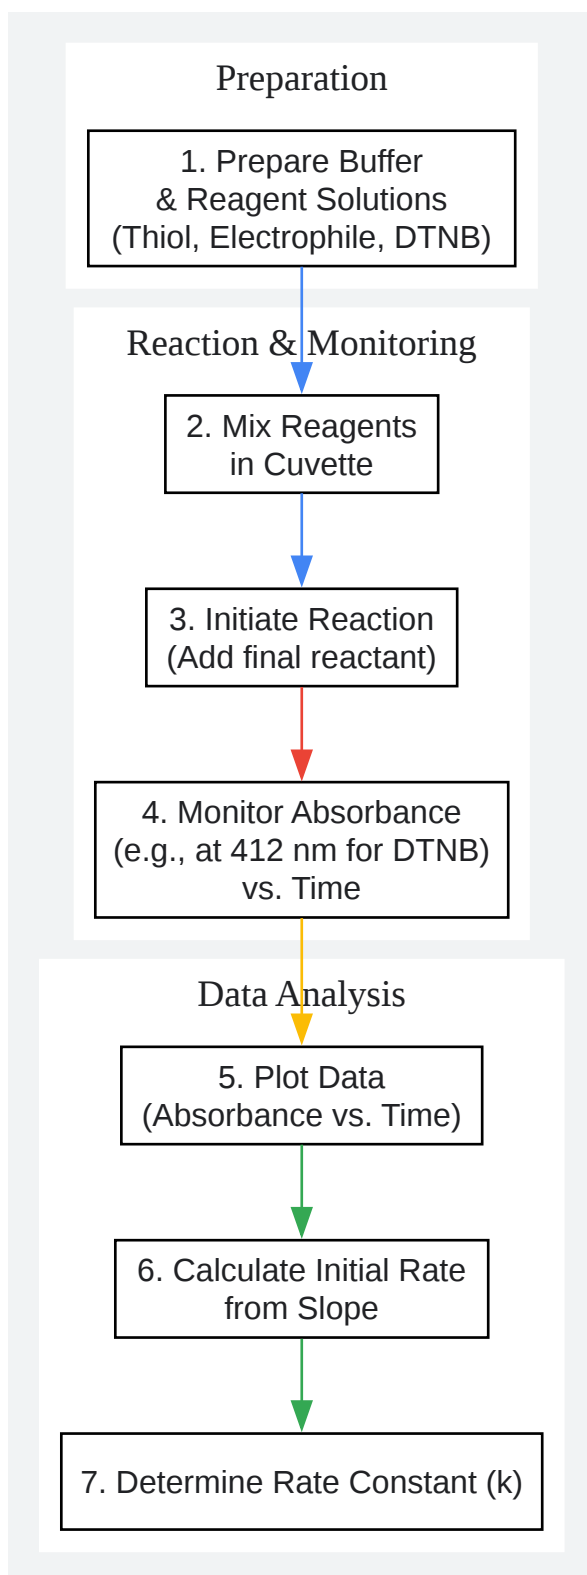 Preparation
1. Prepare Buffer
& Reagent Solutions
(Thiol, Electrophile, DTNB)
Reaction & Monitoring
2. Mix Reagents
in Cuvette
3. Initiate Reaction
(Add final reactant)
4. Monitor Absorbance
(e.g., at 412 nm for DTNB)
vs. Time
Data Analysis
5. Plot Data
(Absorbance vs. Time)
6. Calculate Initial Rate
from Slope
7. Determine Rate Constant (k)